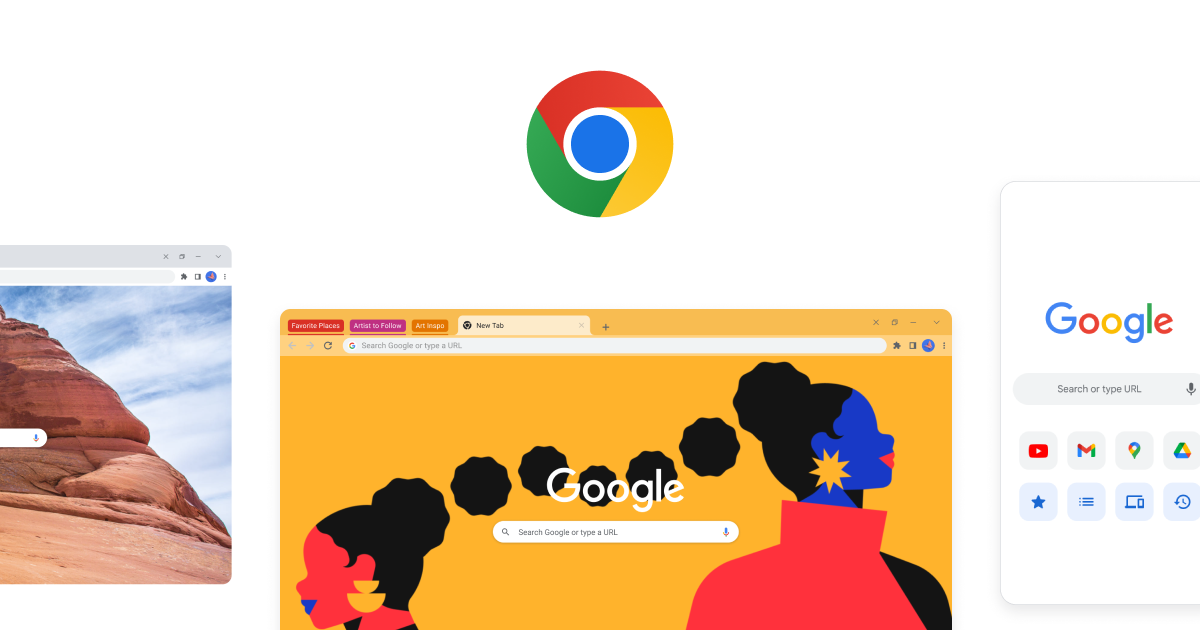 Favorite Places
Artist to Follow
Art Inspo
New Tab
G Search Google or type a URL
Google
Search Google or type a URL
Google
Search or type URL